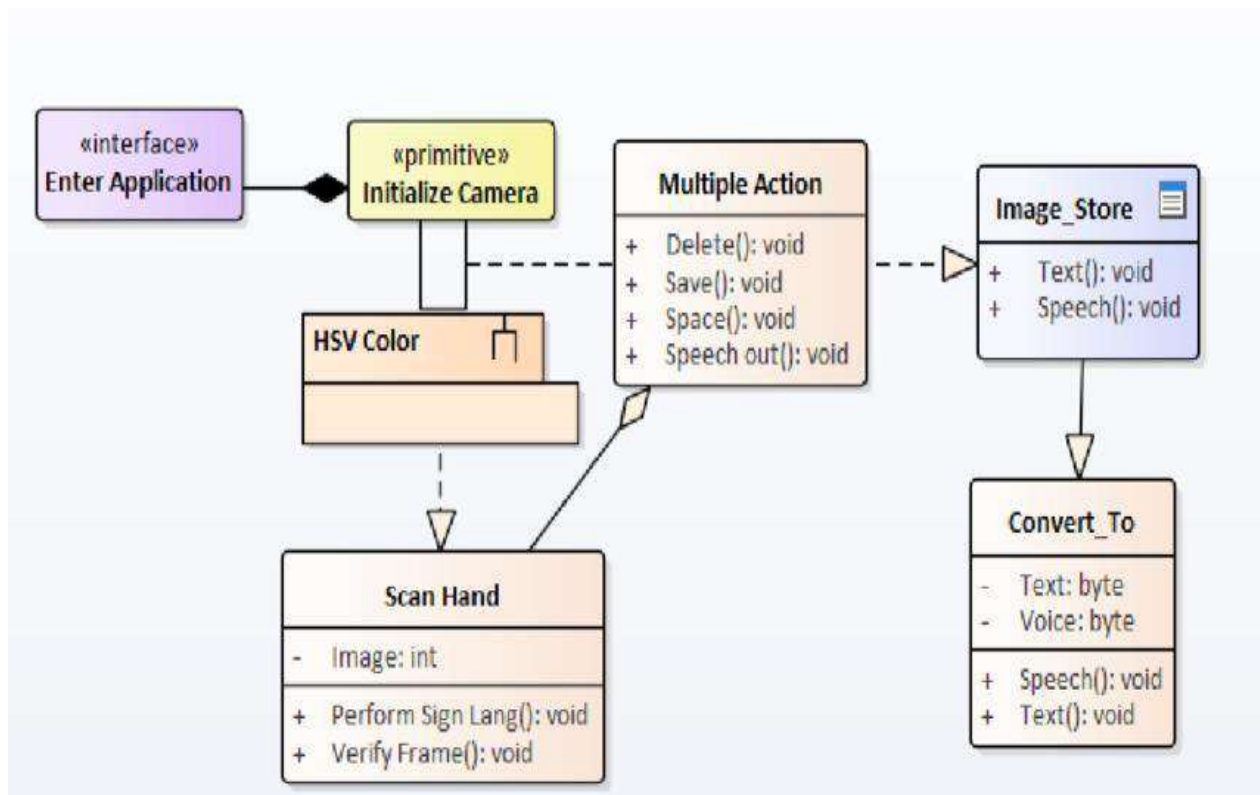 «interface»
Enter Application
«primitive»
Initialize Camera
Multiple Action
+ Delete(): void
+ Save(): void
+ Space(): void
+ Speech out(): void
Image_Store
+ Text(): void
+ Speech(): void
HSV Color
Scan Hand
- Image: int
+ Perform Sign Lang(): void
+ Verify Frame(): void
Convert_To
- Text: byte
- Voice: byte
+ Speech(): void
+ Text(): void